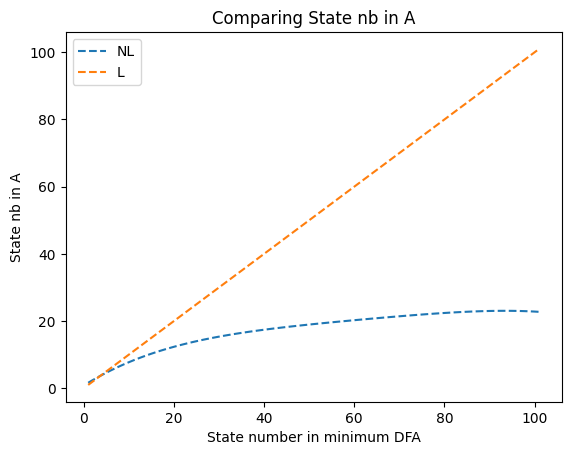 Comparing State nb in A
NL
L
State nb in A
100
80
60
40
20
0
0 20 40 60 80 100
State number in minimum DFA